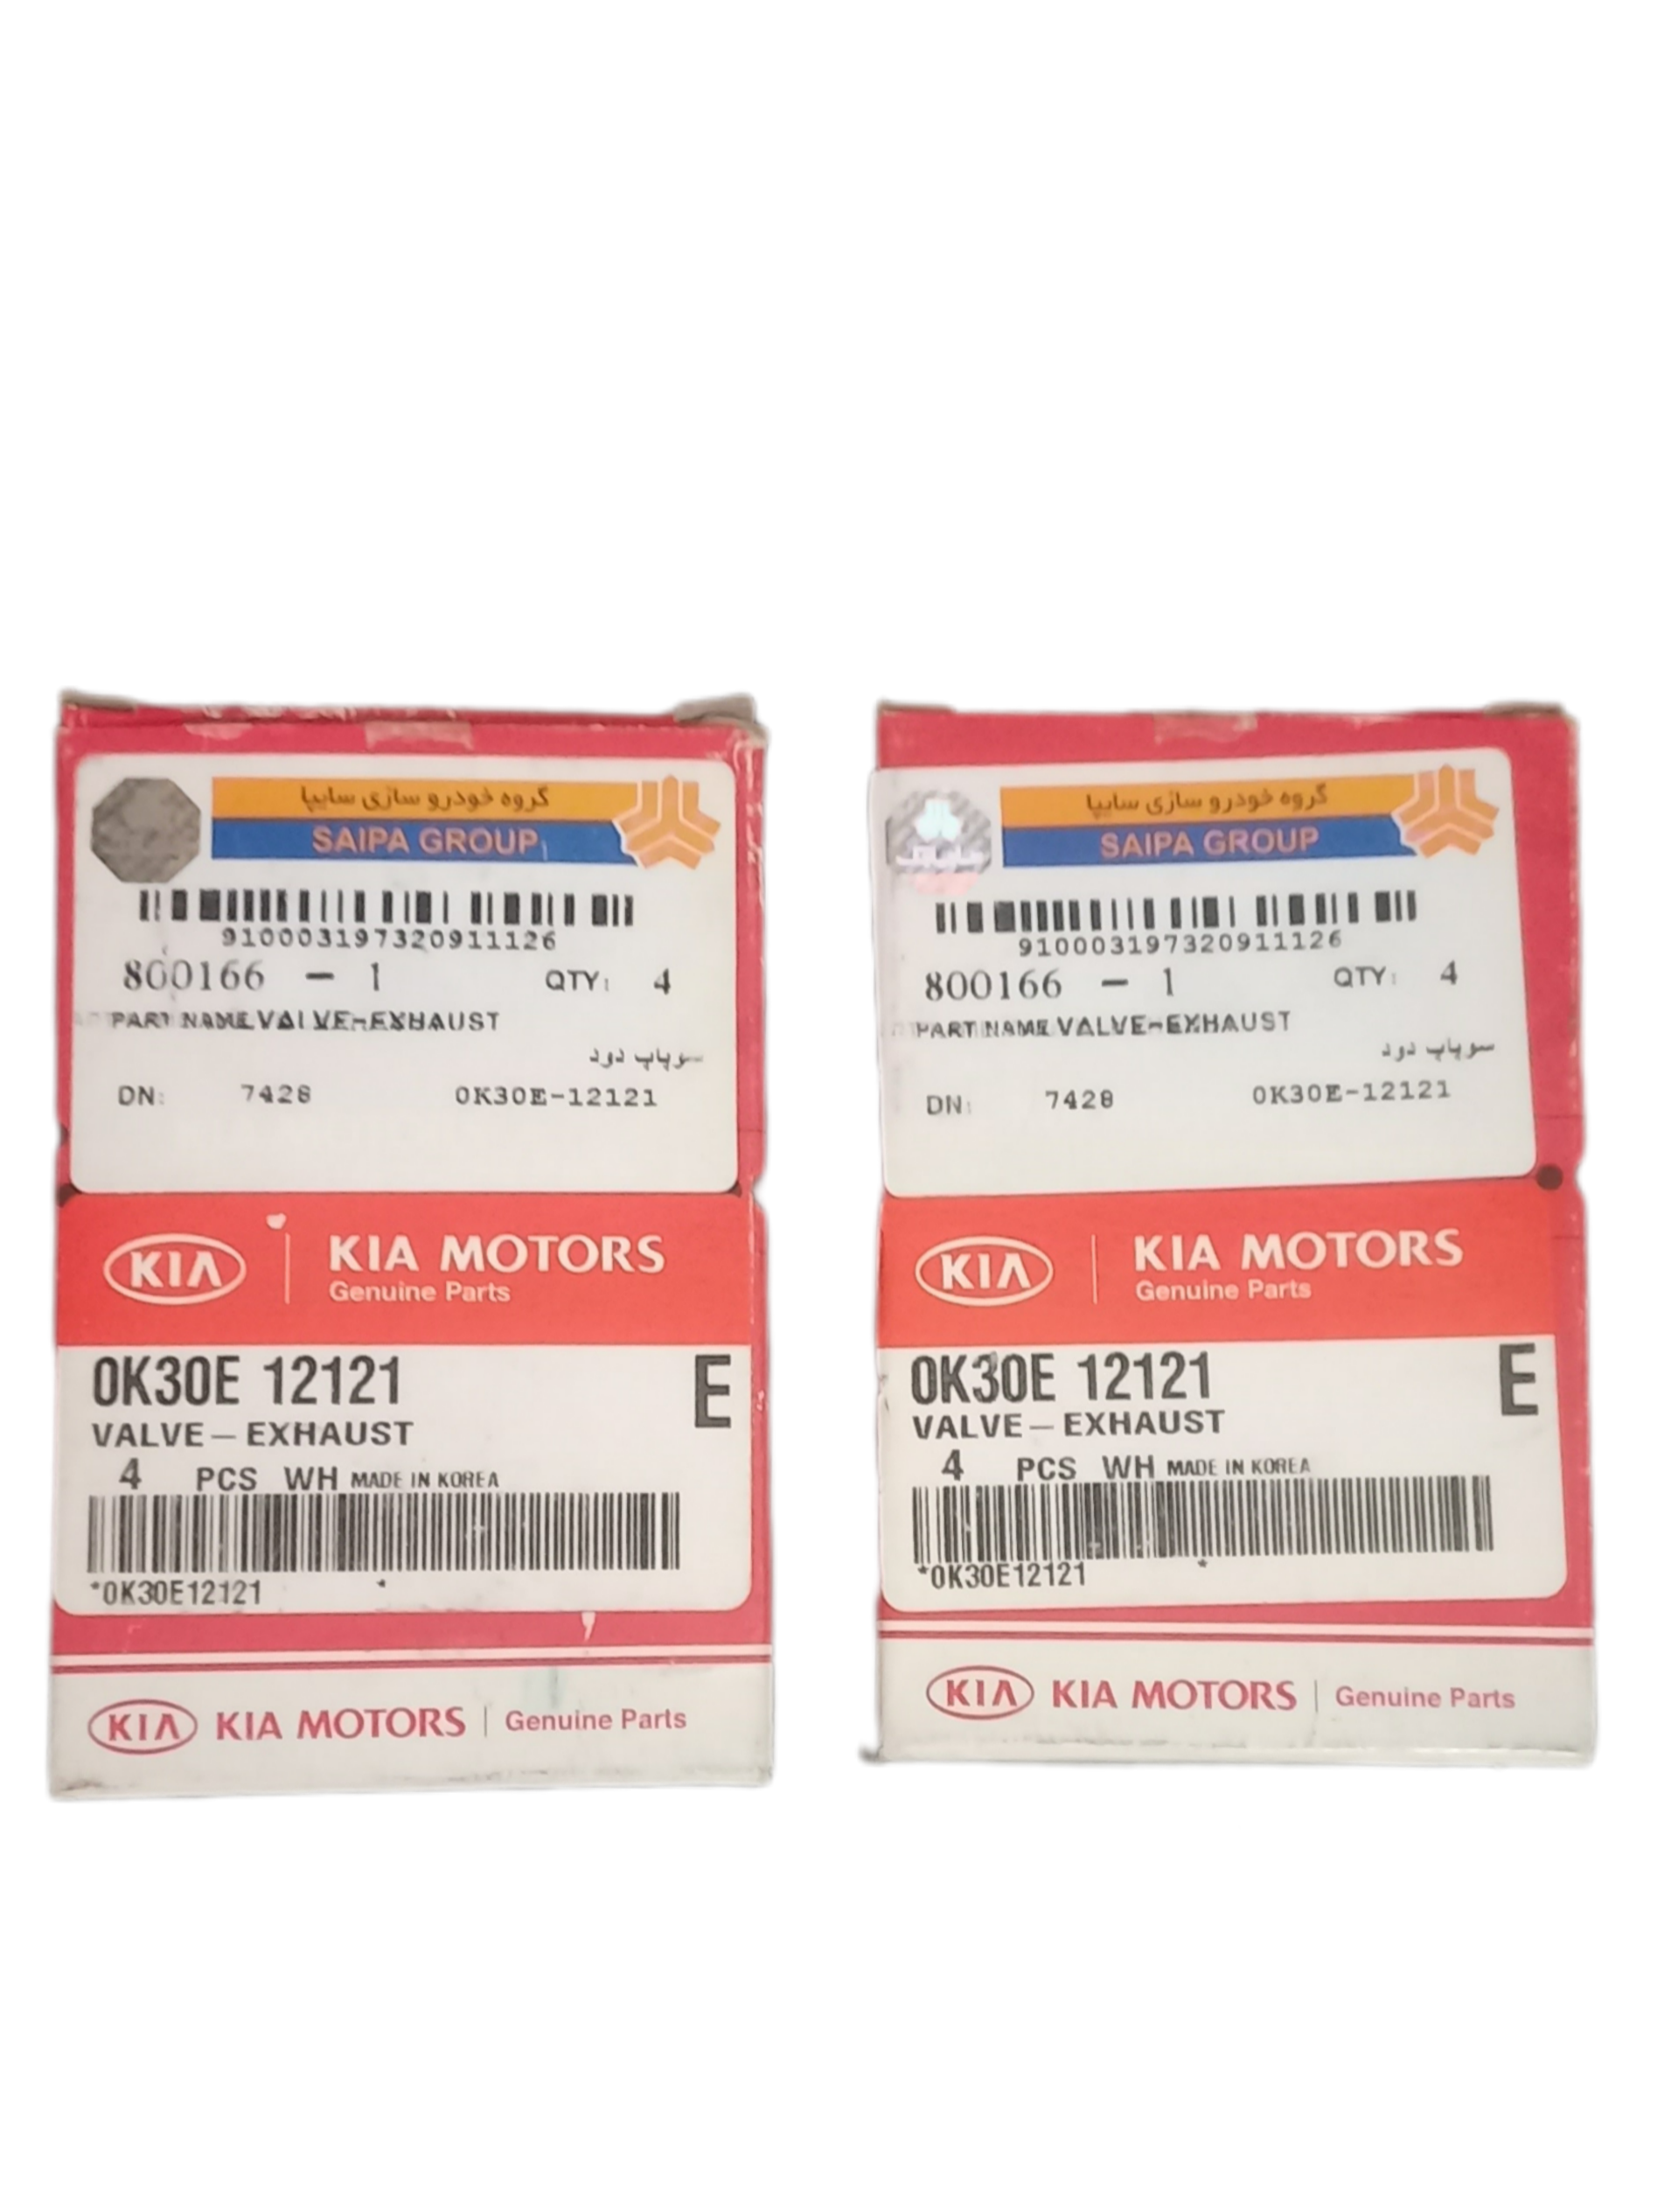 گروه خودرو سازی سایپا
SAIPA GROUP
910003197320911126
800166 - 1 QTY: 4
PART NAME VALVE-EXHAUST
سوپاپ دود
DN: 7428 0K30E-12121
KIA KIA MOTORS
Genuine Parts
0K30E 12121 E
VALVE-EXHAUST
4 PCS WH MADE IN KOREA
*0K30E12121 *
KIA KIA MOTORS | Genuine Parts
گروه خودرو سازی سایپا
SAIPA GROUP
910003197320911126
800166 - 1 QTY: 4
PART NAME VALVE-EXHAUST
سوپاپ دود
DN: 7428 0K30E-12121
KIA KIA MOTORS
Genuine Parts
0K30E 12121 E
VALVE-EXHAUST
4 PCS WH MADE IN KOREA
*0K30E12121 *
KIA KIA MOTORS | Genuine Parts